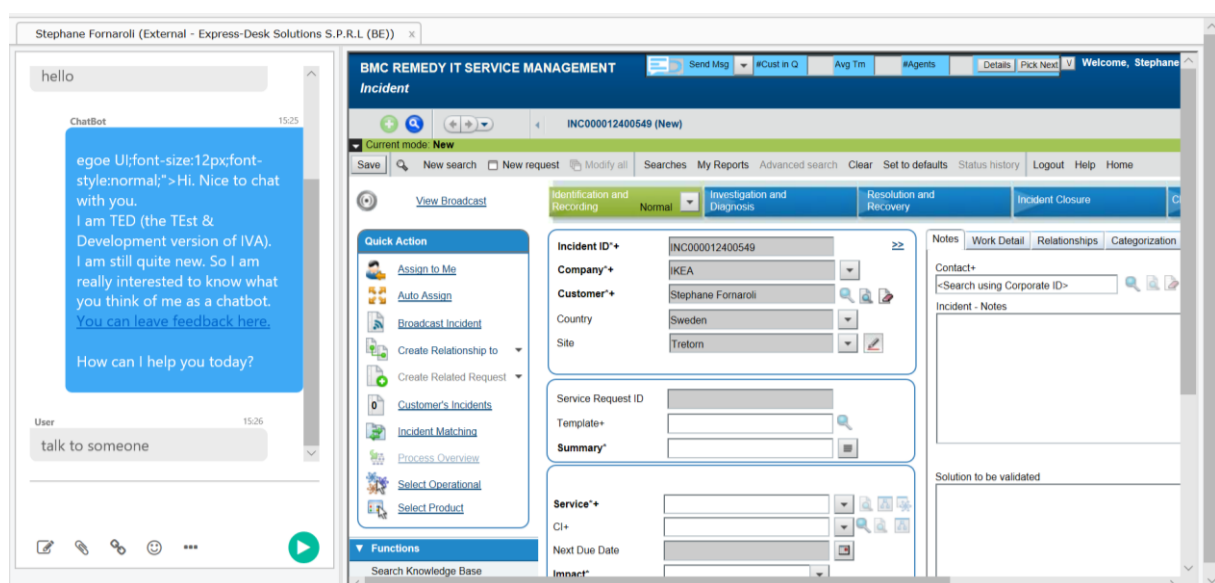 Stephane Fornaroli (External - Express-Desk Solutions S.P.R.L (BE)) x
hello
ChatBot 15:25
egoe UI;font-size:12px;font-
style:normal;">Hi. Nice to chat
with you.
I am TED (the TEst &
Development version of IVA).
I am still quite new. So I am
really interested to know what
you think of me as a chatbot.
You can leave feedback here.
How can I help you today?
User 15:26
talk to someone
BMC REMEDY IT SERVICE MANAGEMENT
Incident
Send Msg #Cust in Q Avg Tm #Agents Details Pick Next V Welcome, Stephane
INC000012400549 (New)
Current mode: New
Save New search New request Modify all Searches My Reports Advanced search Clear Set to defaults Status history Logout Help Home
View Broadcast
Identification and
Recording Normal
Investigation and
Diagnosis
Resolution and
Recovery
Incident Closure
Quick Action
Assign to Me
Auto Assign
Broadcast Incident
Create Relationship to
Create Related Request
0 Customer's Incidents
Incident Matching
Process Overview
Select Operational
Select Product
Functions
Search Knowledge Base
Incident ID*+ INC000012400549 >>
Company*+ IKEA
Customer*+ Stephane Fornaroli
Country Sweden
Site Tretorn
Service Request ID
Template+
Summary*
Service*+
CI+
Next Due Date
Impact*
Notes Work Detail Relationships Categorization
Contact+
<Search using Corporate ID>
Incident - Notes
Solution to be validated